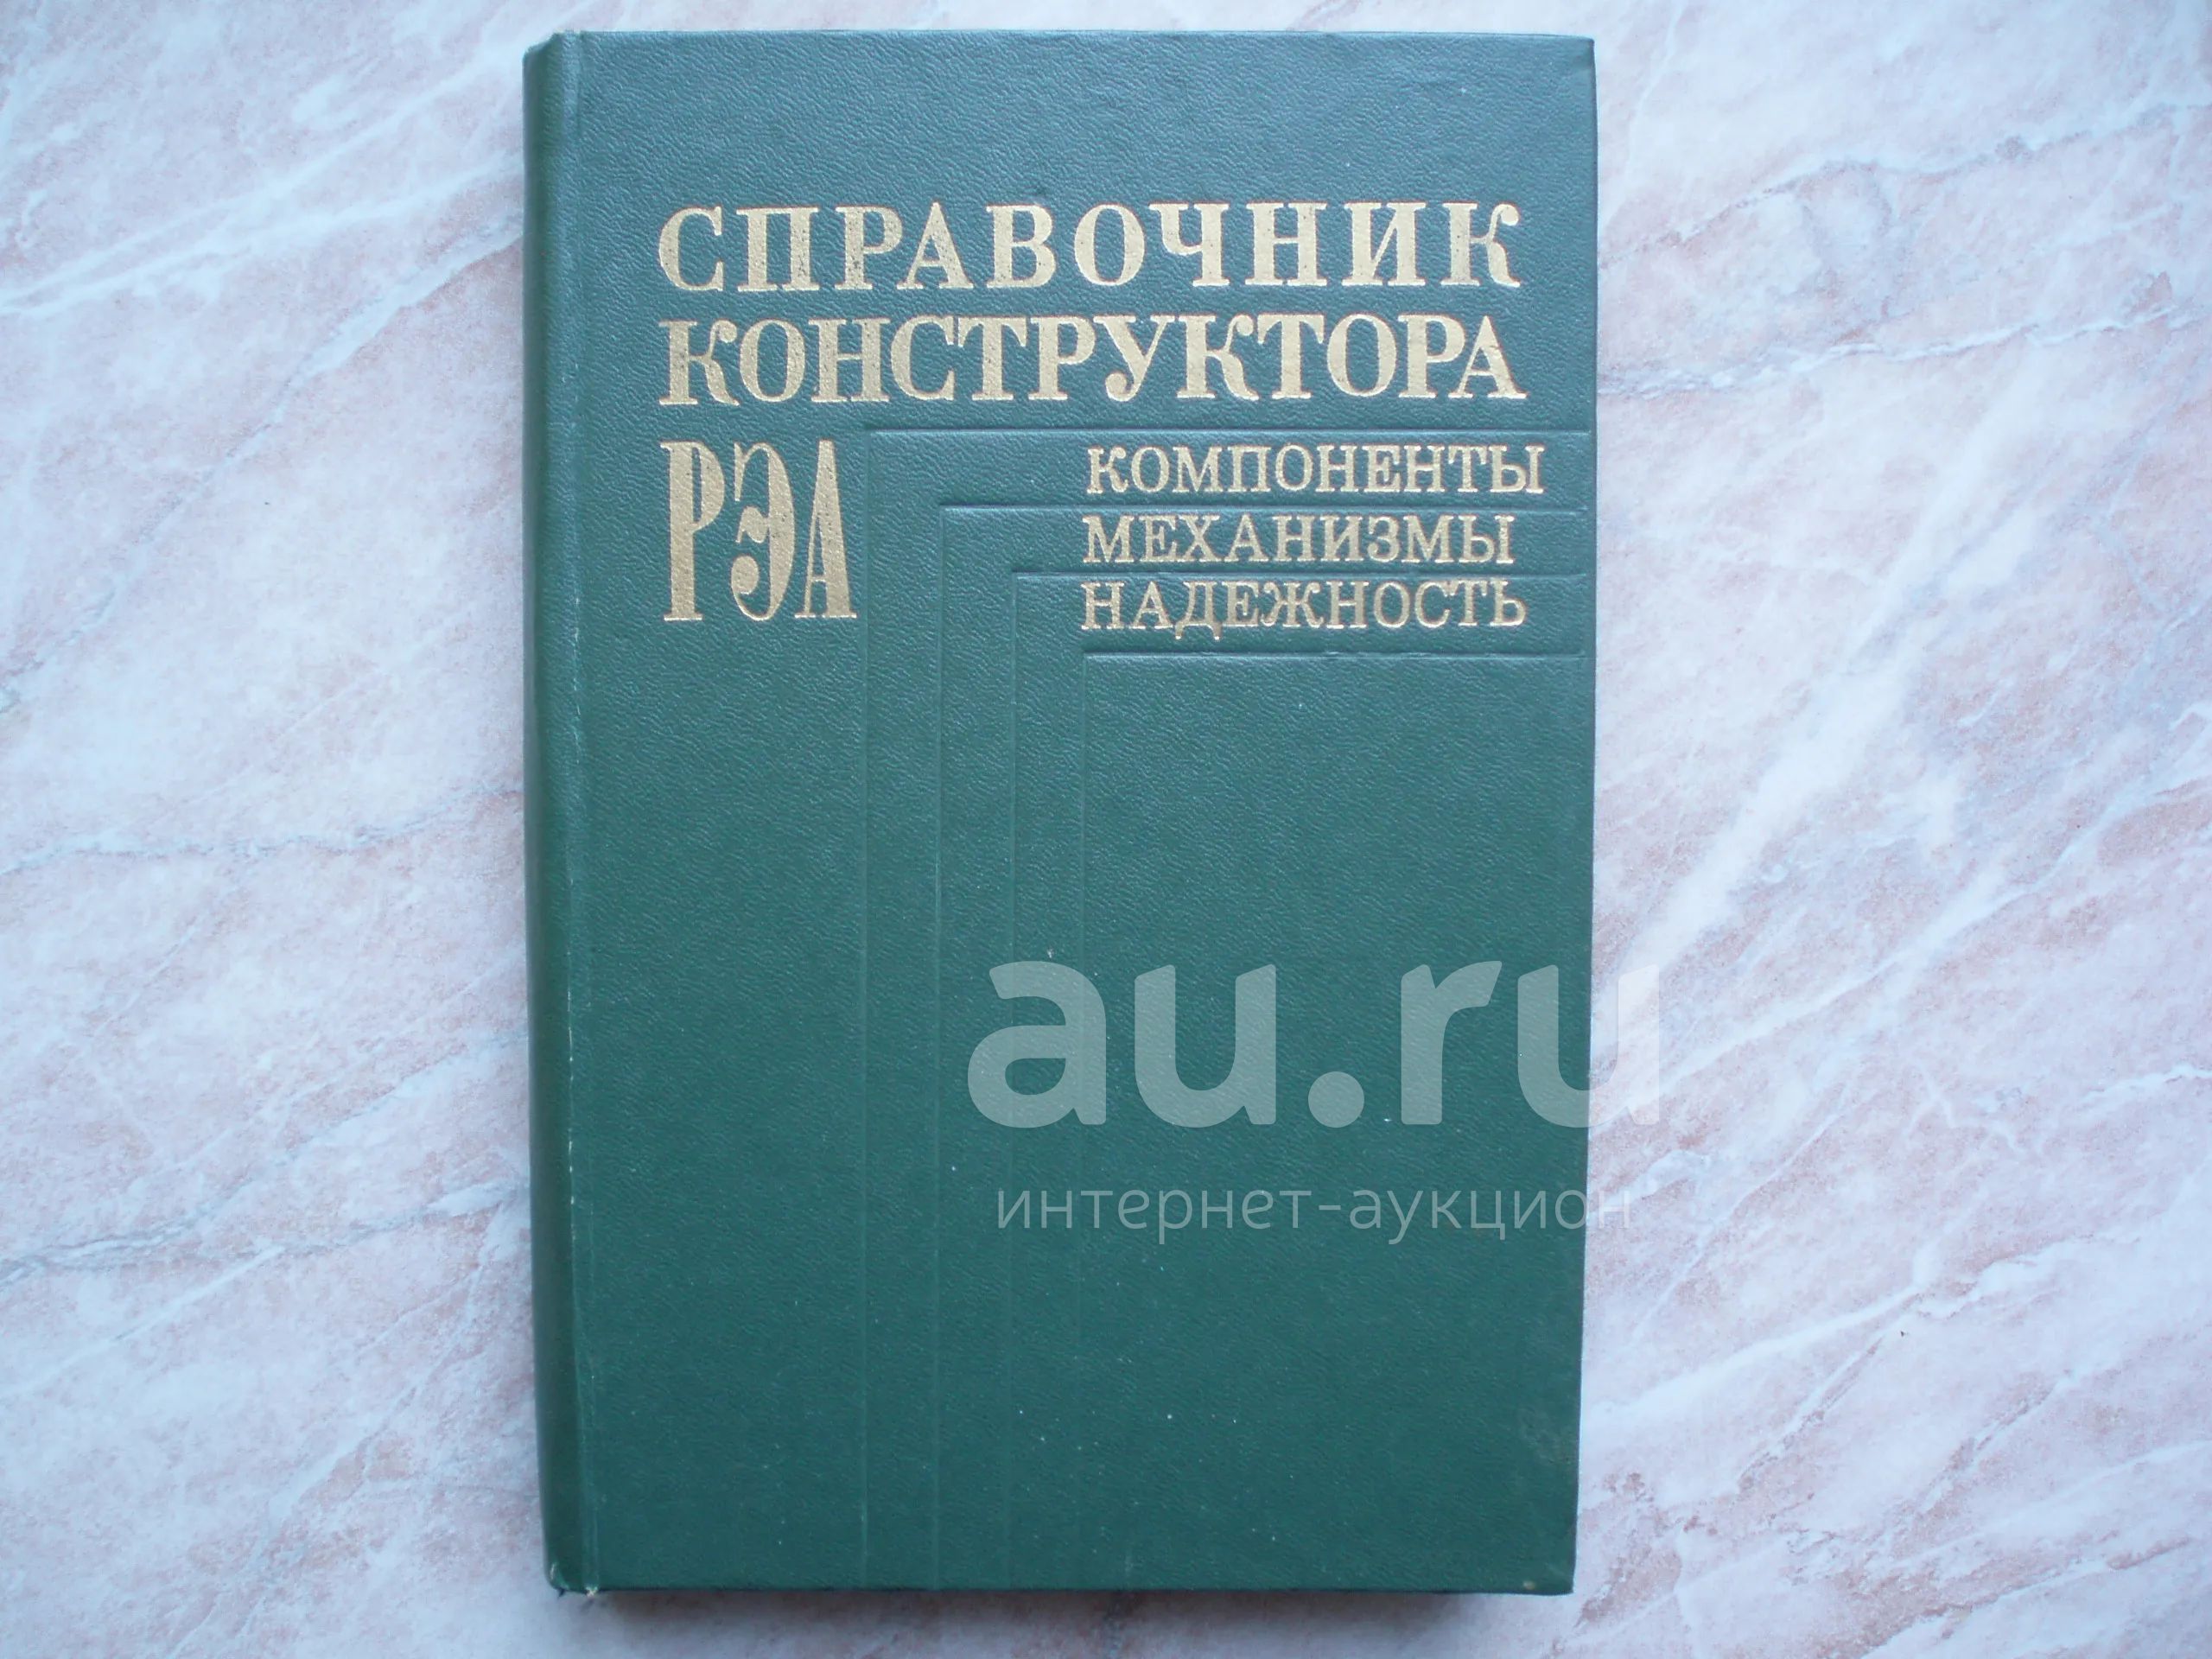 СПРАВОЧНИК
КОНСТРУКТОРА
РЭА
КОМПОНЕНТЫ
МЕХАНИЗМЫ
НАДЕЖНОСТЬ
au.ru
интернет-аукцион